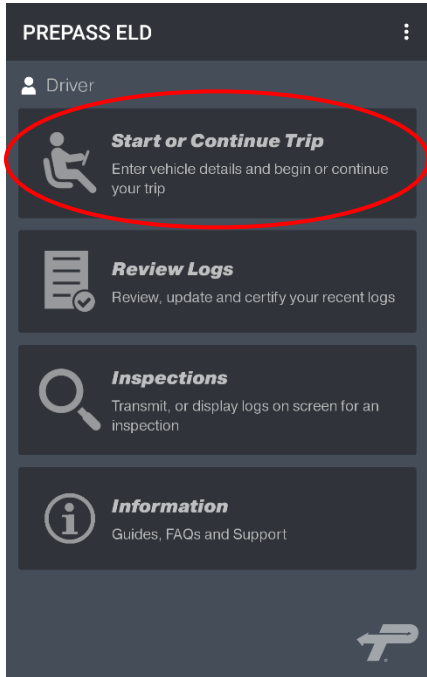 PREPASS ELD
Driver
Start or Continue Trip
Enter vehicle details and begin or continue
your trip
Review Logs
Review, update and certify your recent logs
Inspections
Transmit, or display logs on screen for an
inspection
Information
Guides, FAQs and Support